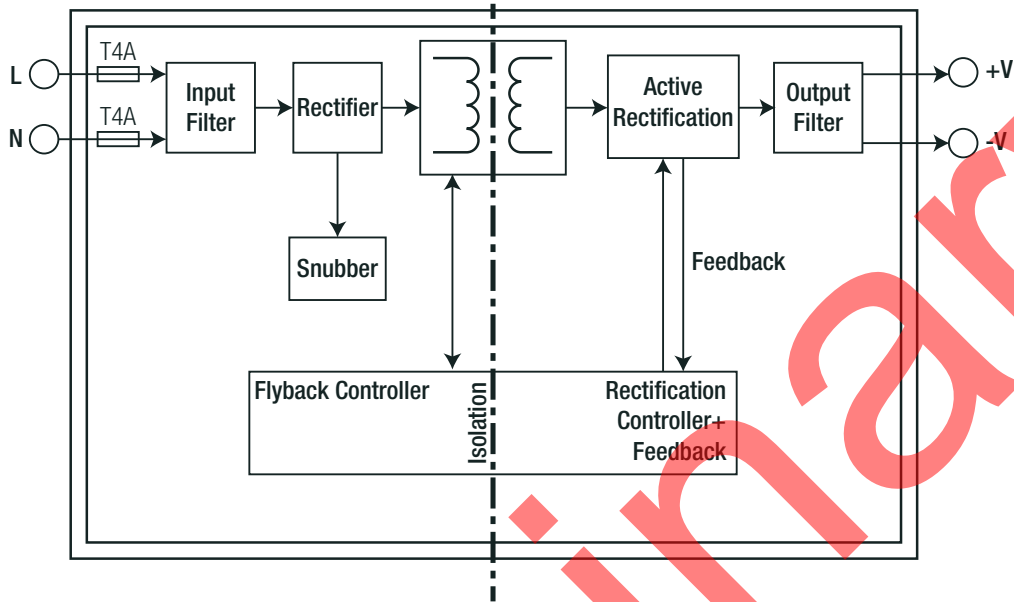 L
T4A
N
T4A
Input
Filter
Rectifier
Snubber
Active
Rectification
Output
Filter
+V
-V
Feedback
Flyback Controller
Isolation
Rectification
Controller+
Feedback